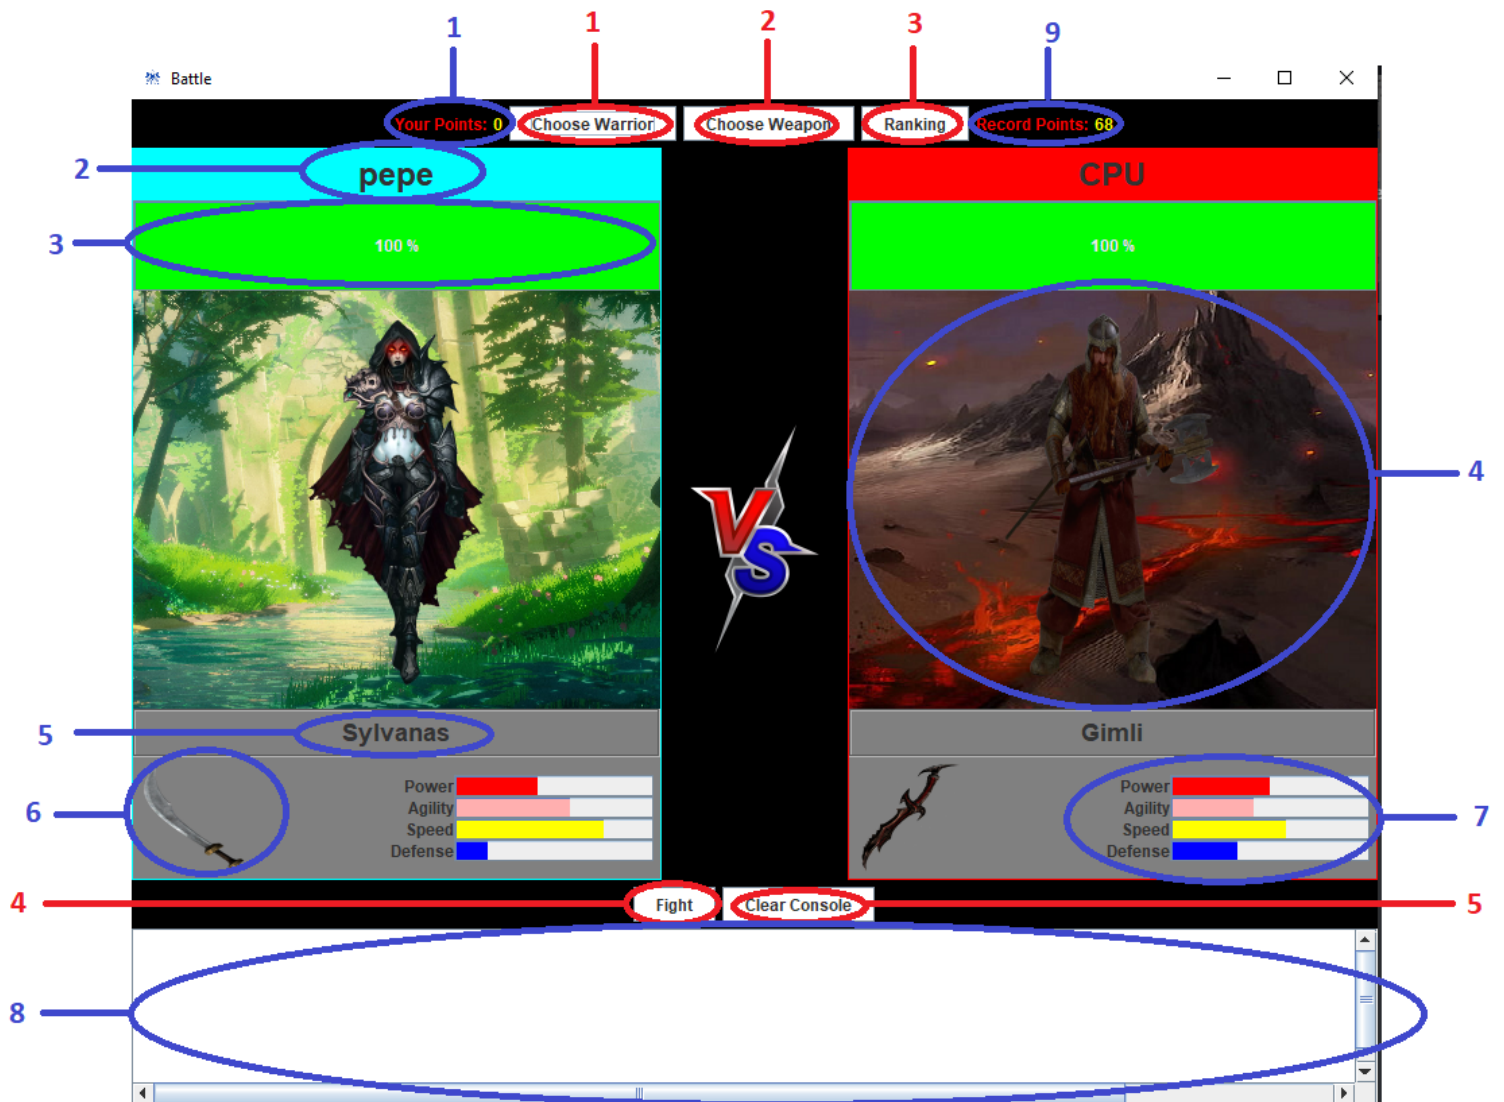 1 1 2 3 9
Battle
Your Points: 0 Choose Warrior Choose Weapon Ranking Record Points: 68
2 pepe CPU
3 100 % 100 %
VS
4
5 Sylvanas Gimli
6 Power Power 7
Agility Agility
Speed Speed
Defense Defense
4 Fight Clear Console 5
8